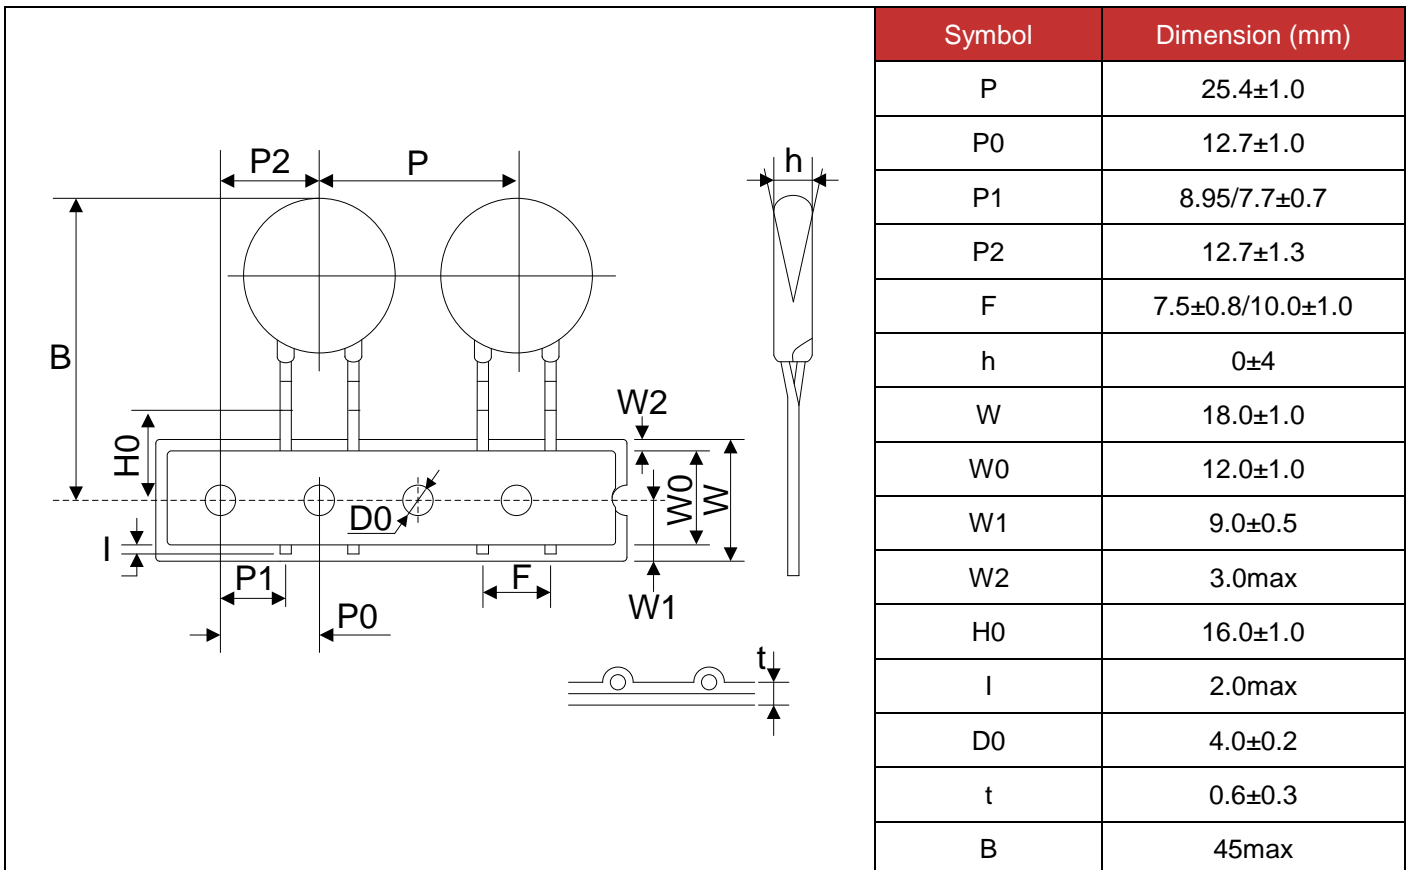 P2
P
h
B
H0
W2
W0
W
D0
I
P1
F
W1
P0
t
Symbol Dimension (mm)
P 25.4±1.0
P0 12.7±1.0
P1 8.95/7.7±0.7
P2 12.7±1.3
F 7.5±0.8/10.0±1.0
h 0±4
W 18.0±1.0
W0 12.0±1.0
W1 9.0±0.5
W2 3.0max
H0 16.0±1.0
I 2.0max
D0 4.0±0.2
t 0.6±0.3
B 45max